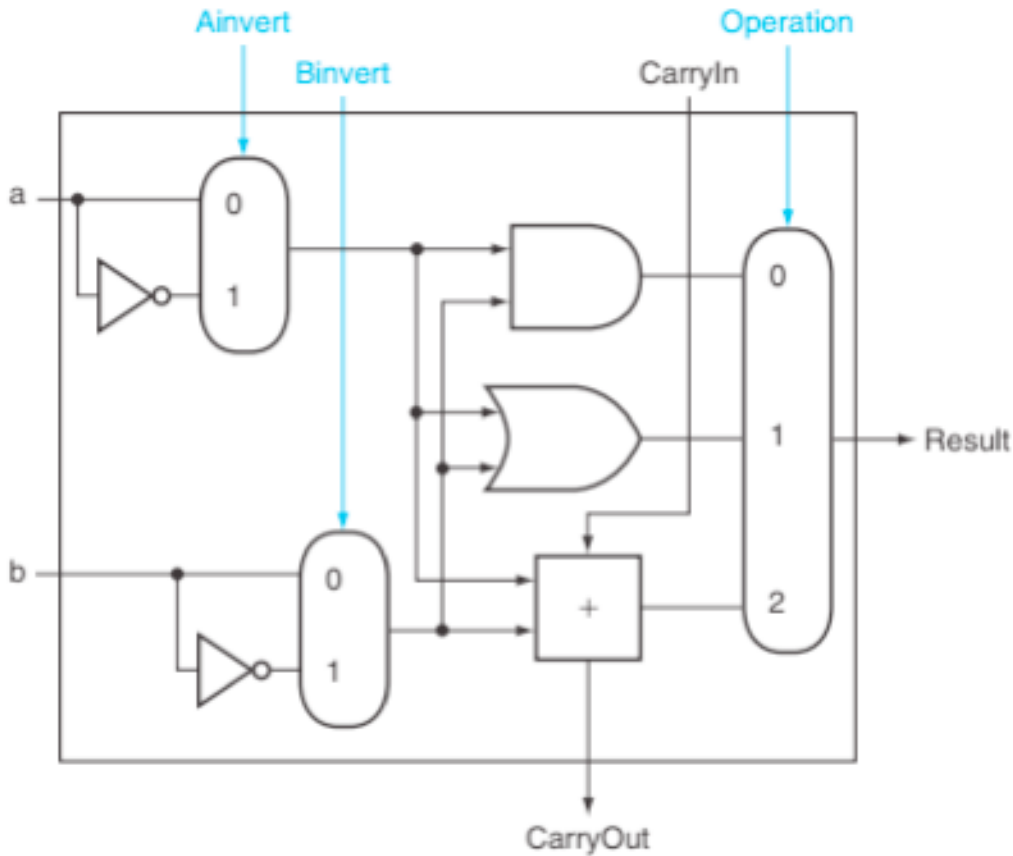 Ainvert
Operation
Binvert
CarryIn
a
0
1
0
1
Result
b
0
1
+
2
CarryOut